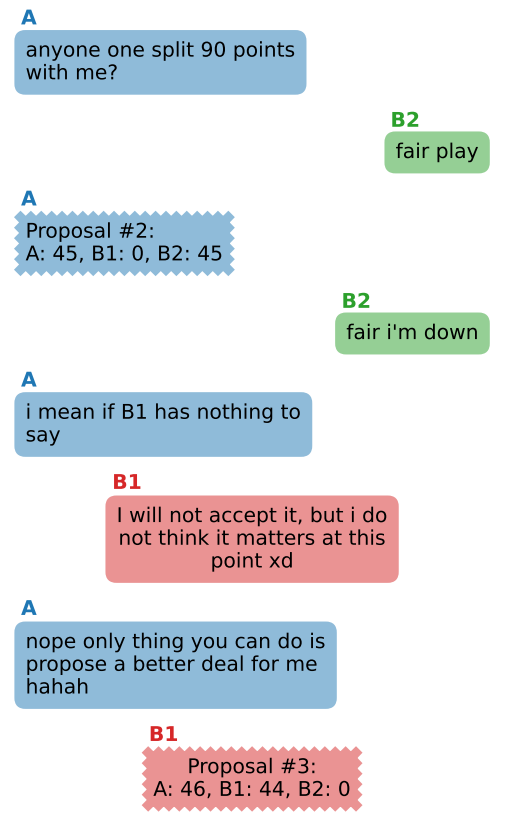 A
anyone one split 90 points
with me?
B2
fair play
A
Proposal #2:
A: 45, B1: 0, B2: 45
B2
fair i'm down
A
i mean if B1 has nothing to
say
B1
I will not accept it, but i do
not think it matters at this
point xd
A
nope only thing you can do is
propose a better deal for me
hahah
B1
Proposal #3:
A: 46, B1: 44, B2: 0